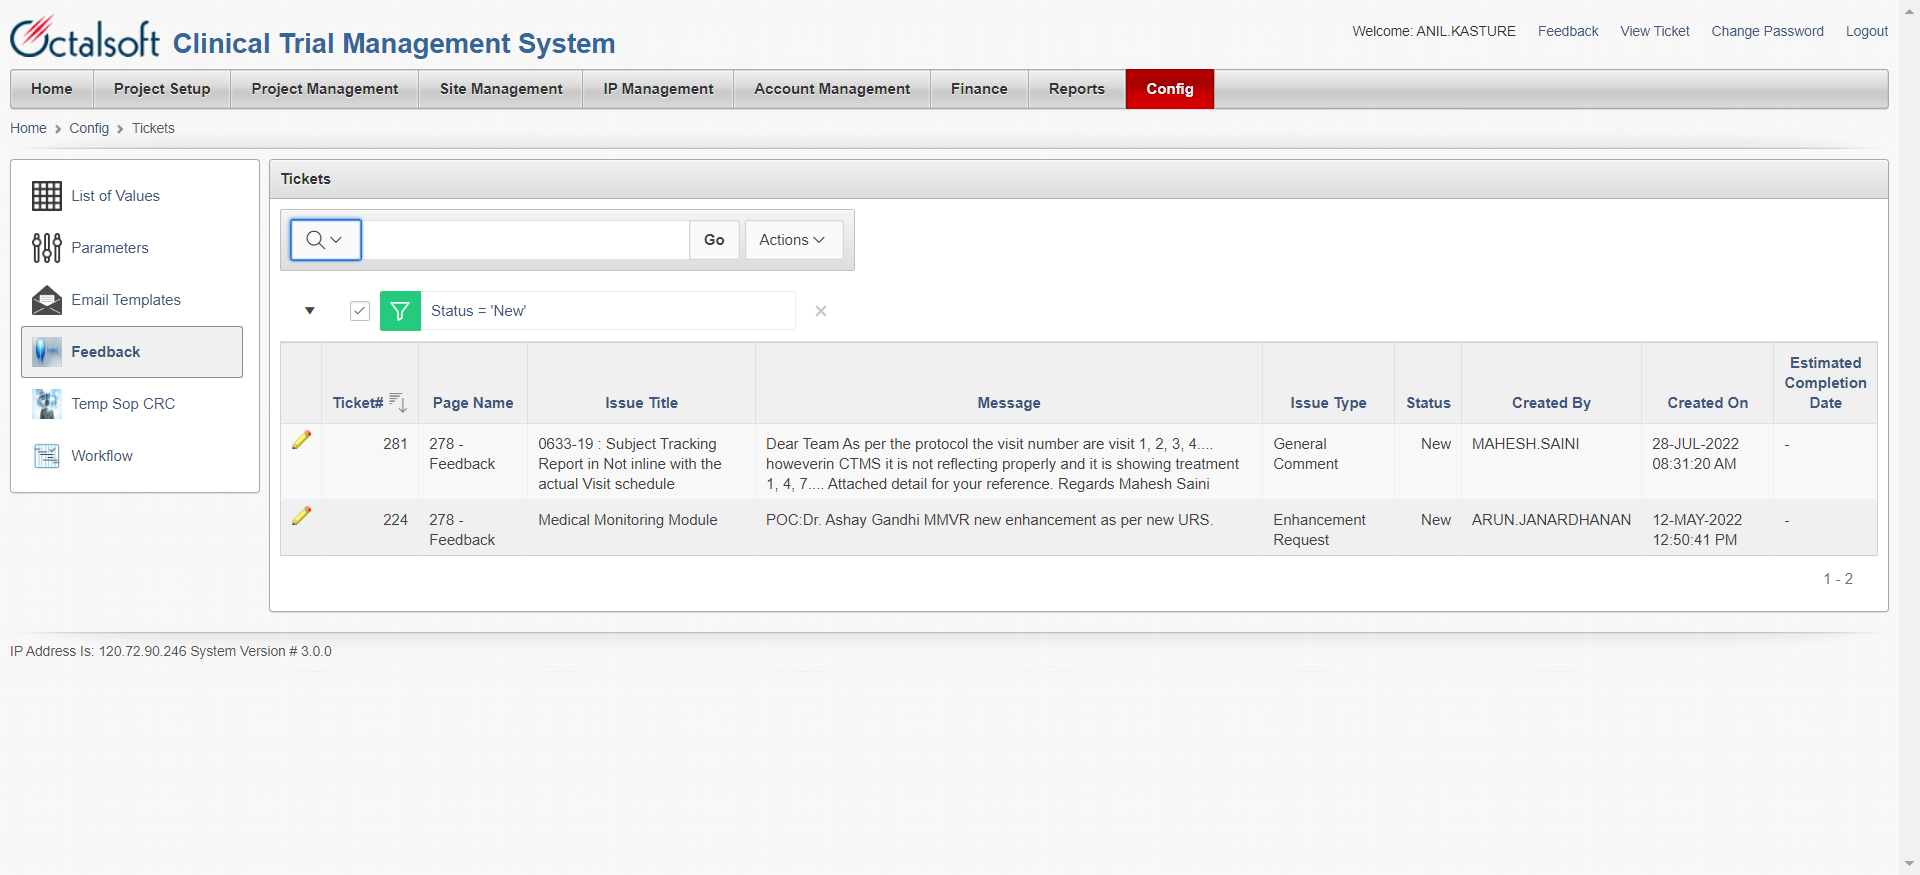 Octalsoft Clinical Trial Management System
Welcome: ANIL.KASTURE Feedback View Ticket Change Password Logout
Home Project Setup Project Management Site Management IP Management Account Management Finance Reports Config
Home Config Tickets
List of Values
Parameters
Email Templates
Feedback
Temp Sop CRC
Workflow
Tickets
Go Actions
Status = 'New'
Ticket# Page Name Issue Title Message Issue Type Status Created By Created On Estimated Completion Date
281 278 - Feedback 0633-19 : Subject Tracking Report in Not inline with the actual Visit schedule Dear Team As per the protocol the visit number are visit 1, 2, 3, 4.... howeverin CTMS it is not reflecting properly and it is showing treatment 1, 4, 7.... Attached detail for your reference. Regards Mahesh Saini General Comment New MAHESH.SAINI 28-JUL-2022 08:31:20 AM -
224 278 - Feedback Medical Monitoring Module POC:Dr. Ashay Gandhi MMVR new enhancement as per new URS. Enhancement Request New ARUN.JANARDHANAN 12-MAY-2022 12:50:41 PM -
1 - 2
IP Address Is: 120.72.90.246 System Version # 3.0.0